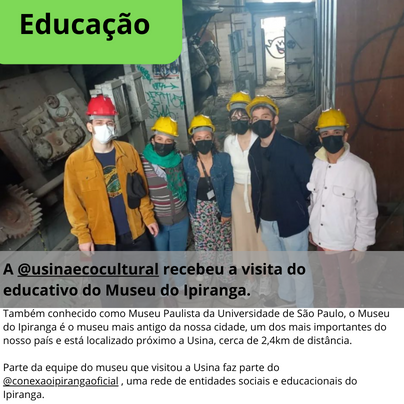 Educação
A @usinaecocultural recebeu a visita do
educativo do Museu do Ipiranga.
Também conhecido como Museu Paulista da Universidade de São Paulo, o Museu
do Ipiranga é o museu mais antigo da nossa cidade, um dos mais importantes do
nosso país e está localizado próximo a Usina, cerca de 2,4km de distância.
Parte da equipe do museu que visitou a Usina faz parte do
@conexaoipirangaoficial , uma rede de entidades sociais e educacionais do
Ipiranga.